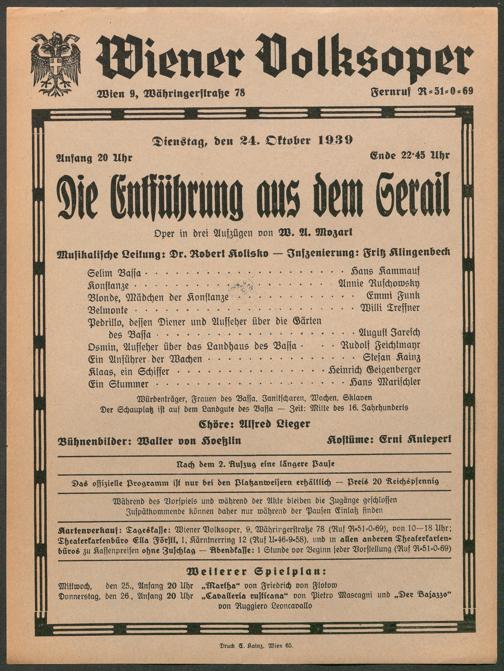 Wiener Volksoper
Wien 9, Währingerstraße 78 Fernruf R-51-0-69
Dienstag, den 24. Oktober 1939
Anfang 20 Uhr Ende 22·45 Uhr
Die Entführung aus dem Serail
Oper in drei Aufzügen von W. A. Mozart
Musikalische Leitung: Dr. Robert Kolisko — Inszenierung: Fritz Klingenbeck
Selim Bassa Hans Kammauf
Konstanze Annie Ruschowsky
Blonde, Mädchen der Konstanze Emmi Funk
Belmonte Willi Treffner
Pedrillo, dessen Diener und Aufseher über die Gärten
des Bassa August Jaresch
Osmin, Aufseher über das Landhaus des Bassa Rudolf Feichtmayr
Ein Anführer der Wachen Stefan Kainz
Klaas, ein Schiffer Heinrich Geigenberger
Ein Stummer Hans Marischler
Würdenträger, Frauen des Bassa, Janitscharen, Wachen, Sklaven
Der Schauplatz ist auf dem Landgute des Bassa — Zeit: Mitte des 16. Jahrhunderts
Chöre: Alfred Lieger
Bühnenbilder: Walter von Hoeßlin Kostüme: Erni Kniepert
Nach dem 2. Aufzug eine längere Pause
Das offizielle Programm ist nur bei den Platzanweisern erhältlich — Preis 20 Reichspfennig
Während des Vorspiels und während der Akte bleiben die Zugänge geschlossen
Zuspätkommende können daher nur während der Pausen Einlaß finden
Kartenverkauf: Tageskasse: Wiener Volksoper, 9, Währingerstraße 78 (Ruf R-51-0-69), von 10—18 Uhr;
Theaterkartenbüro Ella Förstl, 1, Kärntnerring 12 (Ruf U-46-9-58), und in allen anderen Theaterkarten-
büros zu Kassenpreisen ohne Zuschlag — Abendkasse: 1 Stunde vor Beginn jeder Vorstellung (Ruf R-51-0-69)
Weiterer Spielplan:
Mittwoch, den 25., Anfang 20 Uhr „Martha“ von Friedrich von Flotow
Donnerstag, den 26., Anfang 20 Uhr „Cavalleria rusticana“ von Pietro Mascagni und „Der Bajazzo“
von Ruggiero Leoncavallo
Druck E. Kainz, Wien 65.